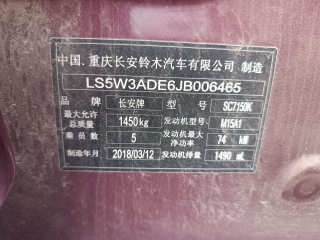 中国.重庆长安铃木汽车有限公司 制造
LS5W3ADE6JB006465
品牌 长安牌 型号 SC7150K
最大允许总质量 1450kg 发动机型号 M15A1
乘员数 5 发动机最大净功率 74 kW
制造年月 2018/03/12 发动机排量 1490 mL